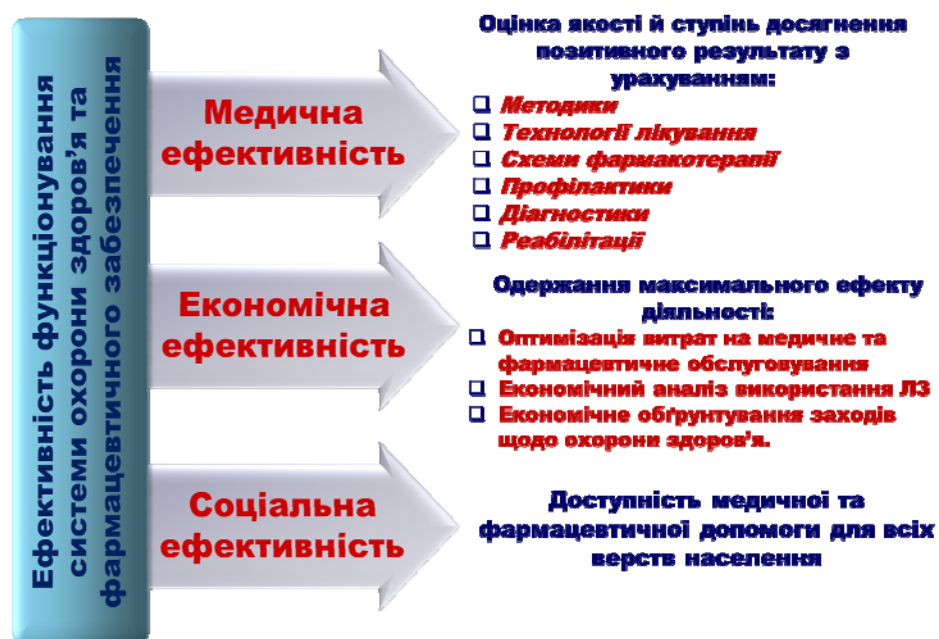 Ефективність функціонування
системи охорони здоров’я та
фармацевтичного забезпечення
Медична
ефективність
Оцінка якості й ступінь досягнення
позитивного результату з
урахуванням:
Методики
Технології лікування
Схеми фармакотерапії
Профілактики
Діагностики
Реабілітації
Економічна
ефективність
Одержання максимального ефекту
діяльності:
Оптимізація витрат на медичне та
фармацевтичне обслуговування
Економічний аналіз використання ЛЗ
Економічне обґрунтування заходів
щодо охорони здоров’я.
Соціальна
ефективність
Доступність медичної та
фармацевтичної допомоги для всіх
верств населення